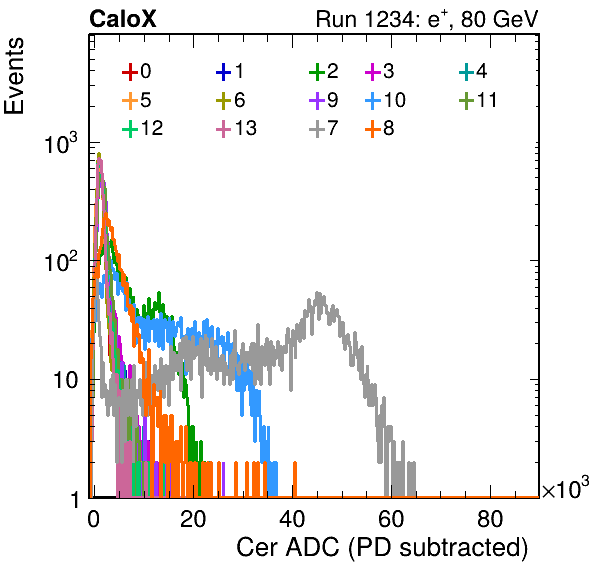 CaloX Run 1234: e⁺, 80 GeV
Events
0 1 2 3 4
5 6 9 10 11
12 13 7 8
10³
10²
10
1
0 20 40 60 80 ×10³
Cer ADC (PD subtracted)